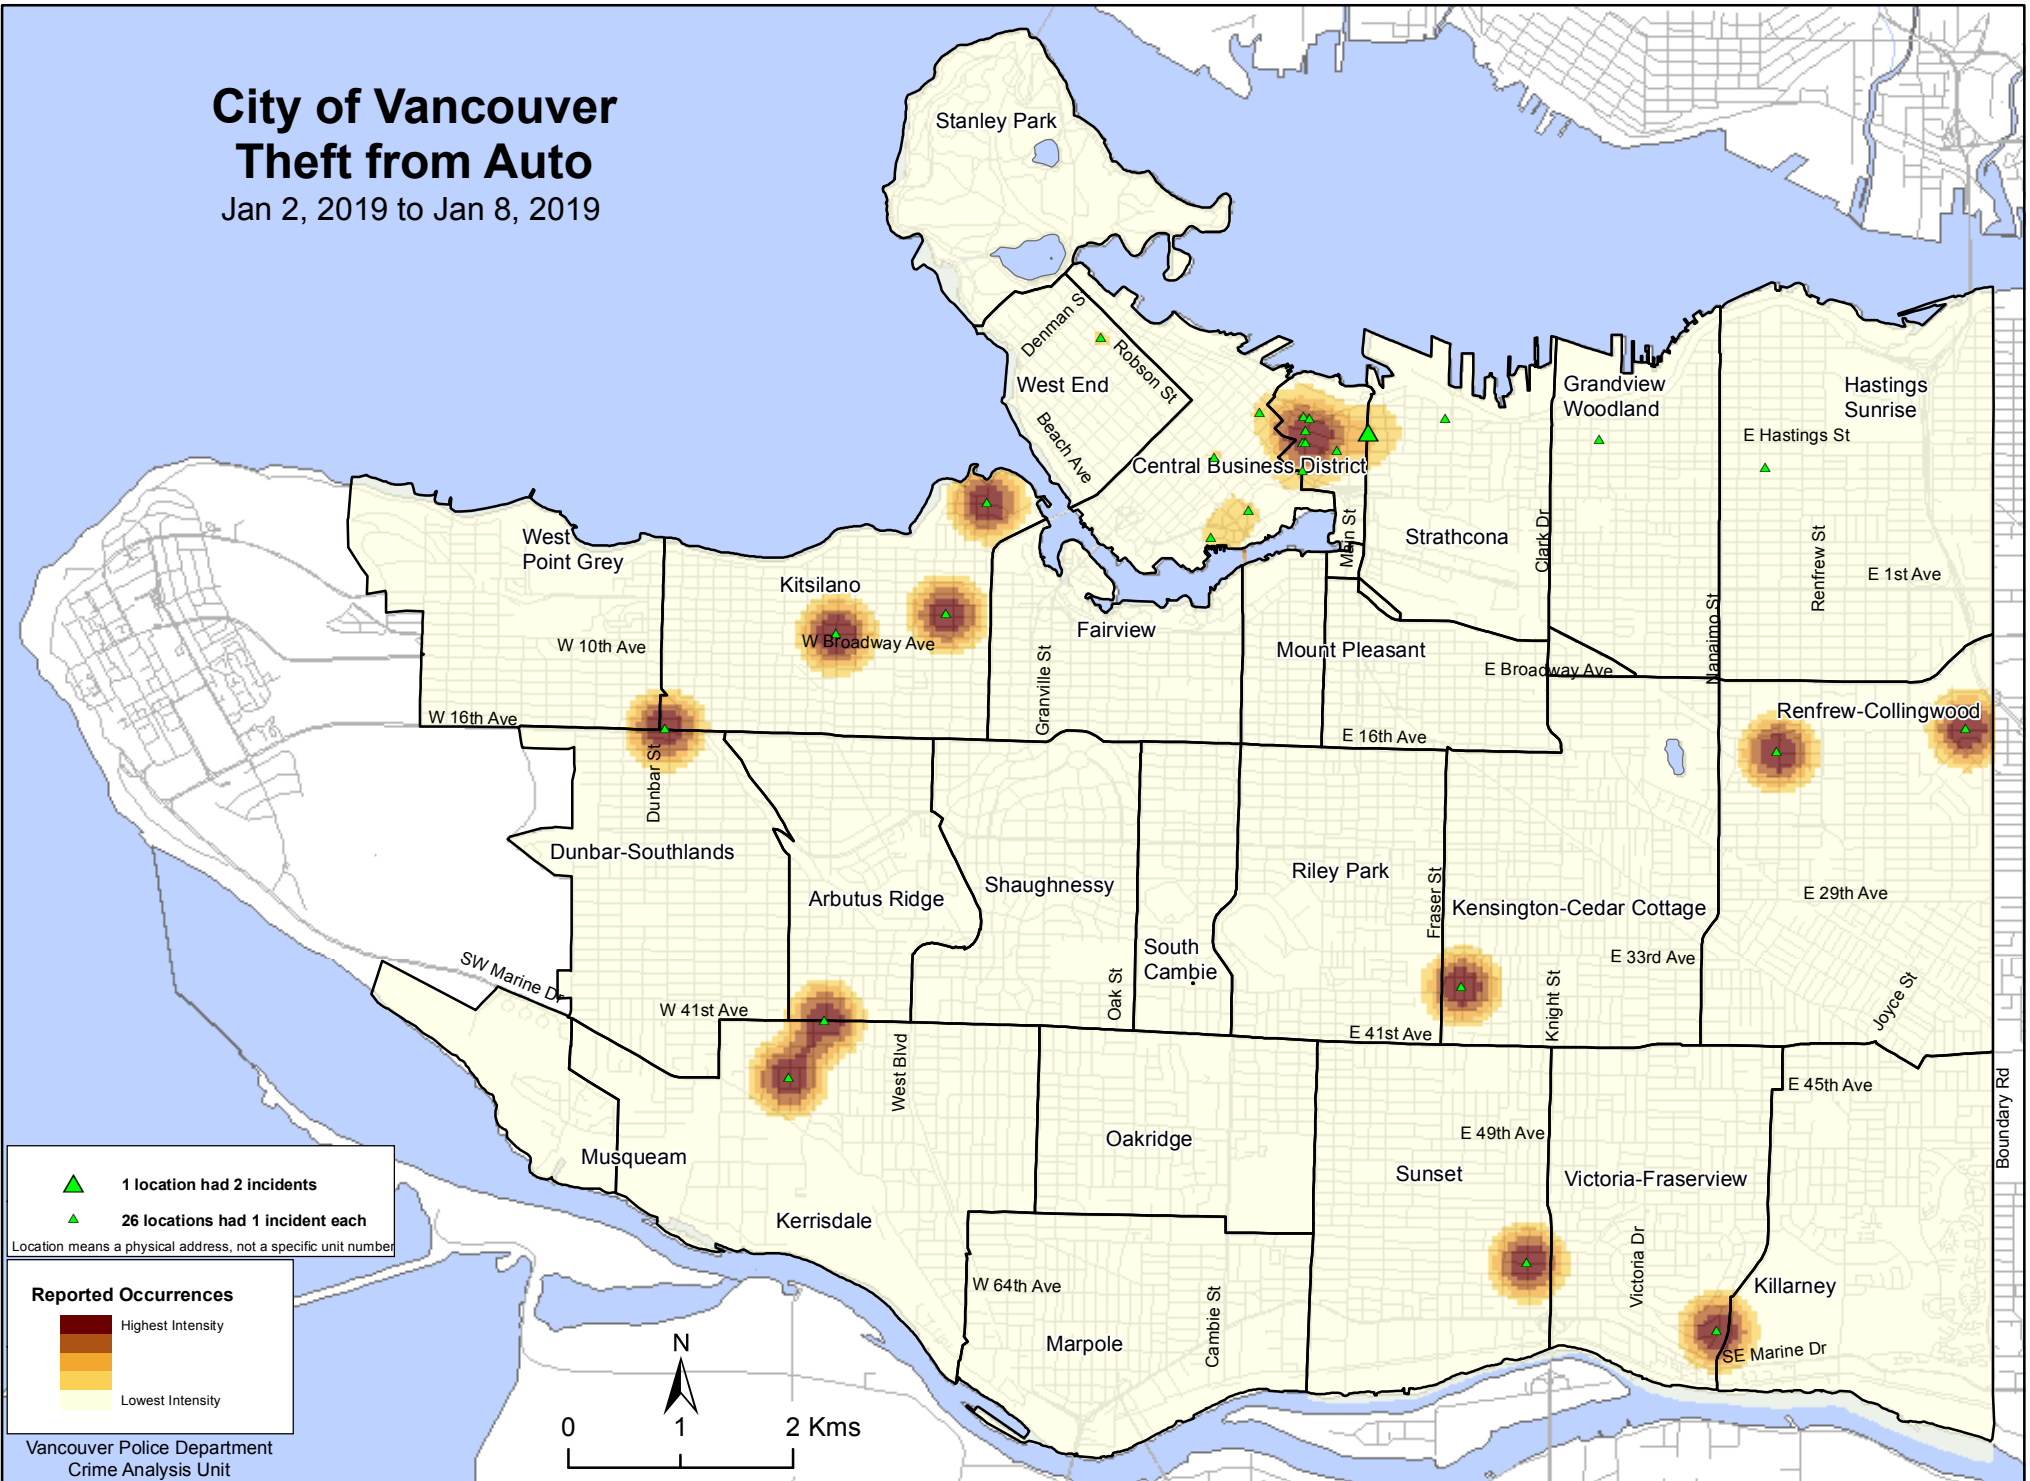 City of Vancouver
Theft from Auto
Jan 2, 2019 to Jan 8, 2019
Stanley Park
Denman S
Robson St
West End
Beach Ave
Central Business District
Grandview
Woodland
Hastings
Sunrise
E Hastings St
Main St
Strathcona
Clark Dr
Nanaimo St
Renfrew St
E 1st Ave
West
Point Grey
Kitsilano
W 10th Ave
W Broadway Ave
Fairview
Granville St
Mount Pleasant
E Broadway Ave
W 16th Ave
E 16th Ave
Renfrew-Collingwood
Dunbar St
Dunbar-Southlands
Arbutus Ridge
Shaughnessy
Riley Park
Fraser St
Kensington-Cedar Cottage
E 29th Ave
South
Cambie
E 33rd Ave
SW Marine Dr
W 41st Ave
Oak St
E 41st Ave
Knight St
Joyce St
West Blvd
E 45th Ave
Boundary Rd
Musqueam
Oakridge
E 49th Ave
Sunset
Victoria-Fraserview
Kerrisdale
Victoria Dr
W 64th Ave
Cambie St
Killarney
Marpole
SE Marine Dr
1 location had 2 incidents
26 locations had 1 incident each
Location means a physical address, not a specific unit number
Reported Occurrences
Highest Intensity
Lowest Intensity
N
0 1 2 Kms
Vancouver Police Department
Crime Analysis Unit